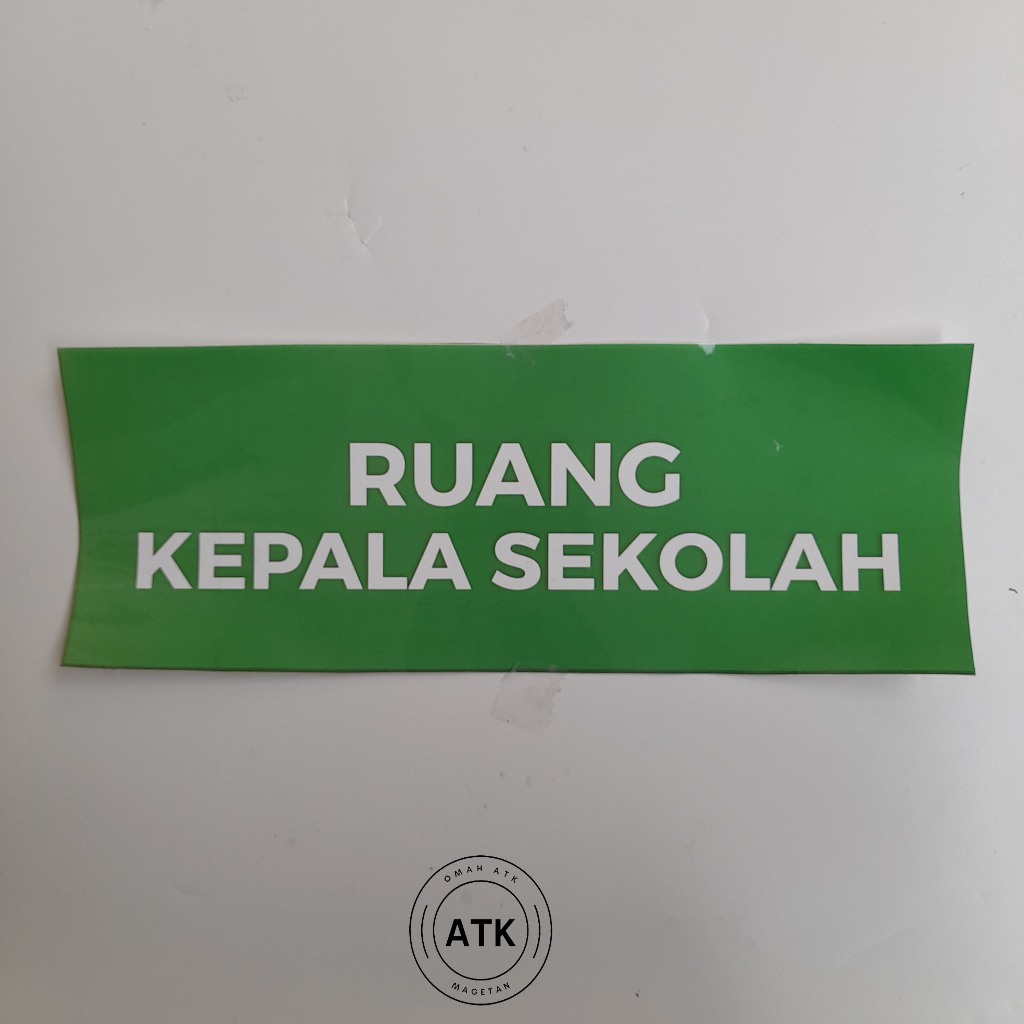 RUANG
KEPALA SEKOLAH
OMAH ATK
ATK
MAGETAN